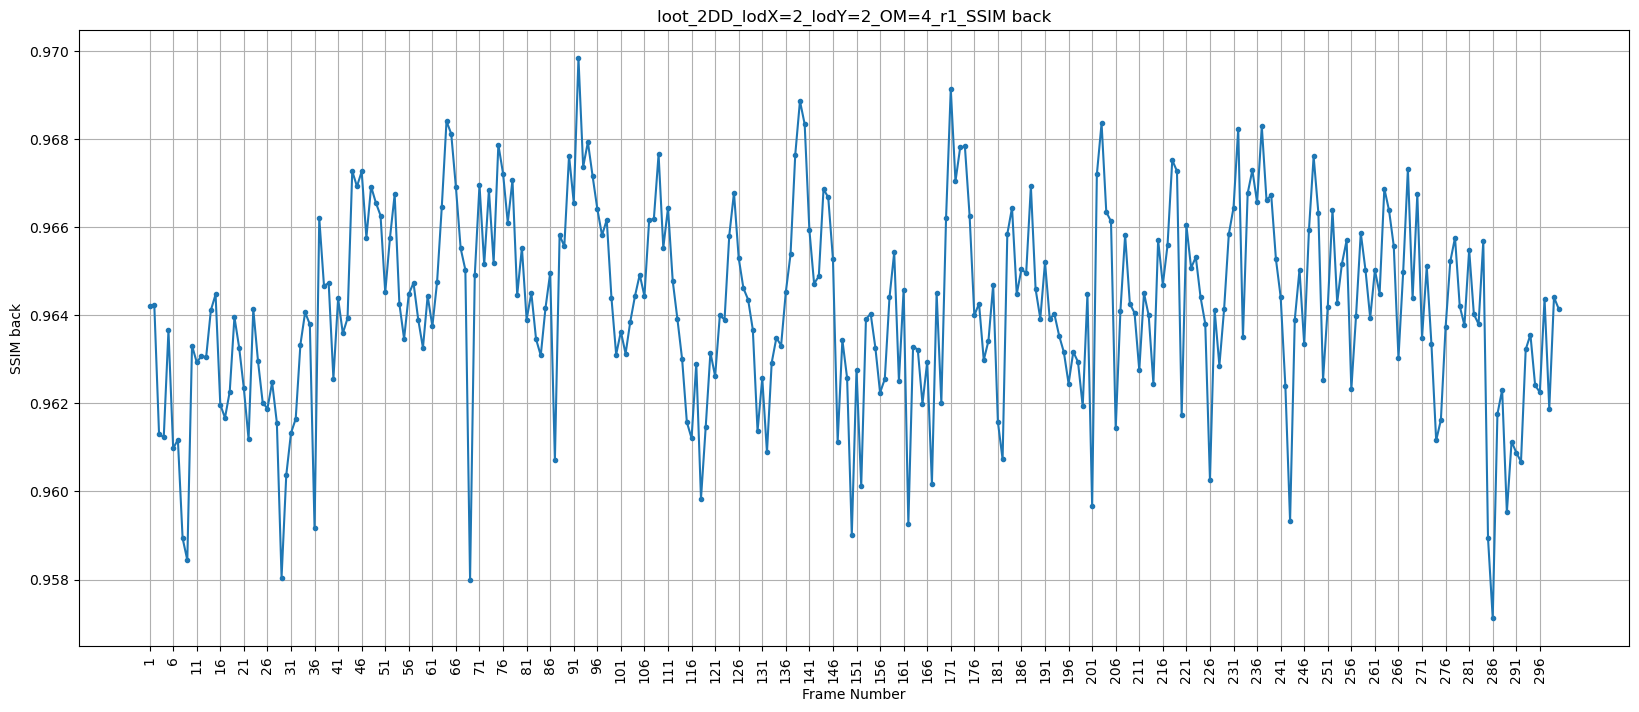 loot_2DD_lodX=2_lodY=2_OM=4_r1_SSIM back
0.970
0.968
0.966
0.964
0.962
0.960
0.958
SSIM back
1 6 11 16 21 26 31 36 41 46 51 56 61 66 71 76 81 86 91 96 101 106 111 116 121 126 131 136 141 146 151 156 161 166 171 176 181 186 191 196 201 206 211 216 221 226 231 236 241 246 251 256 261 266 271 276 281 286 291 296
Frame Number